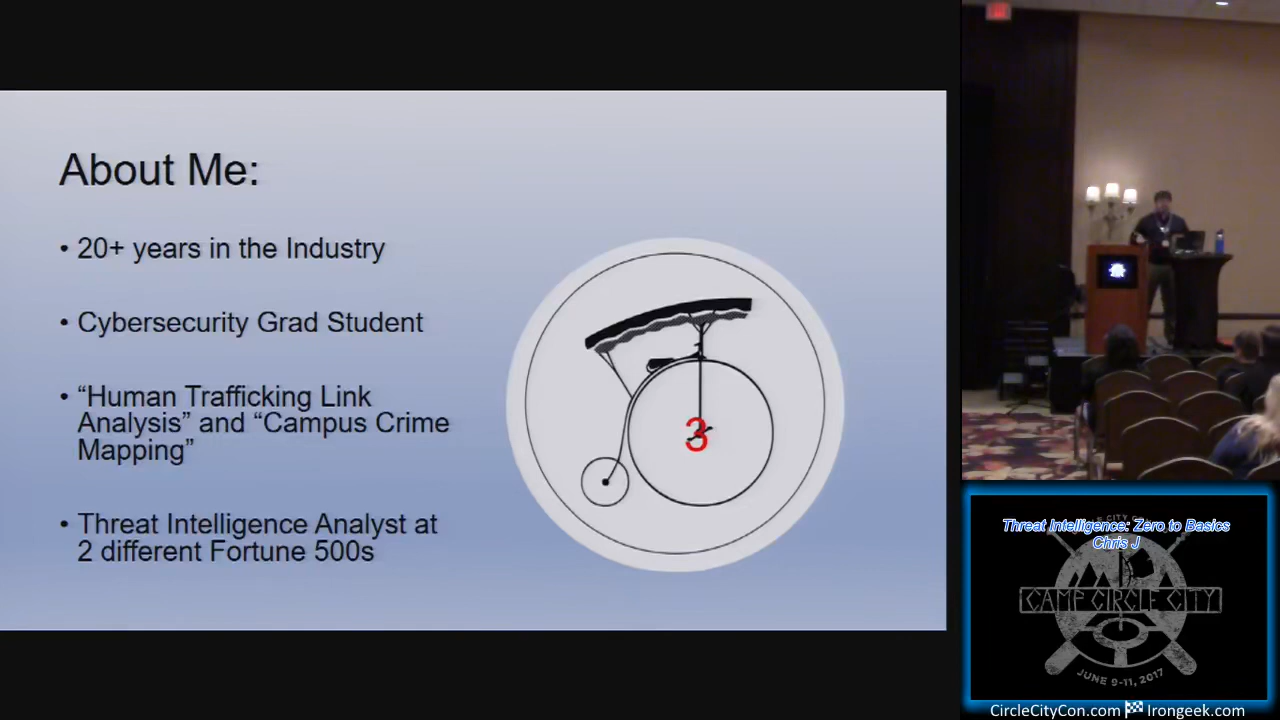 About Me:
• 20+ years in the Industry
• Cybersecurity Grad Student
• “Human Trafficking Link
Analysis” and “Campus Crime
Mapping”
• Threat Intelligence Analyst at
2 different Fortune 500s
3
Threat Intelligence: Zero to Basics
Chris J
CAMP CIRCLE CITY
JUNE 9-11, 2017
CircleCityCon.com Irongeek.com